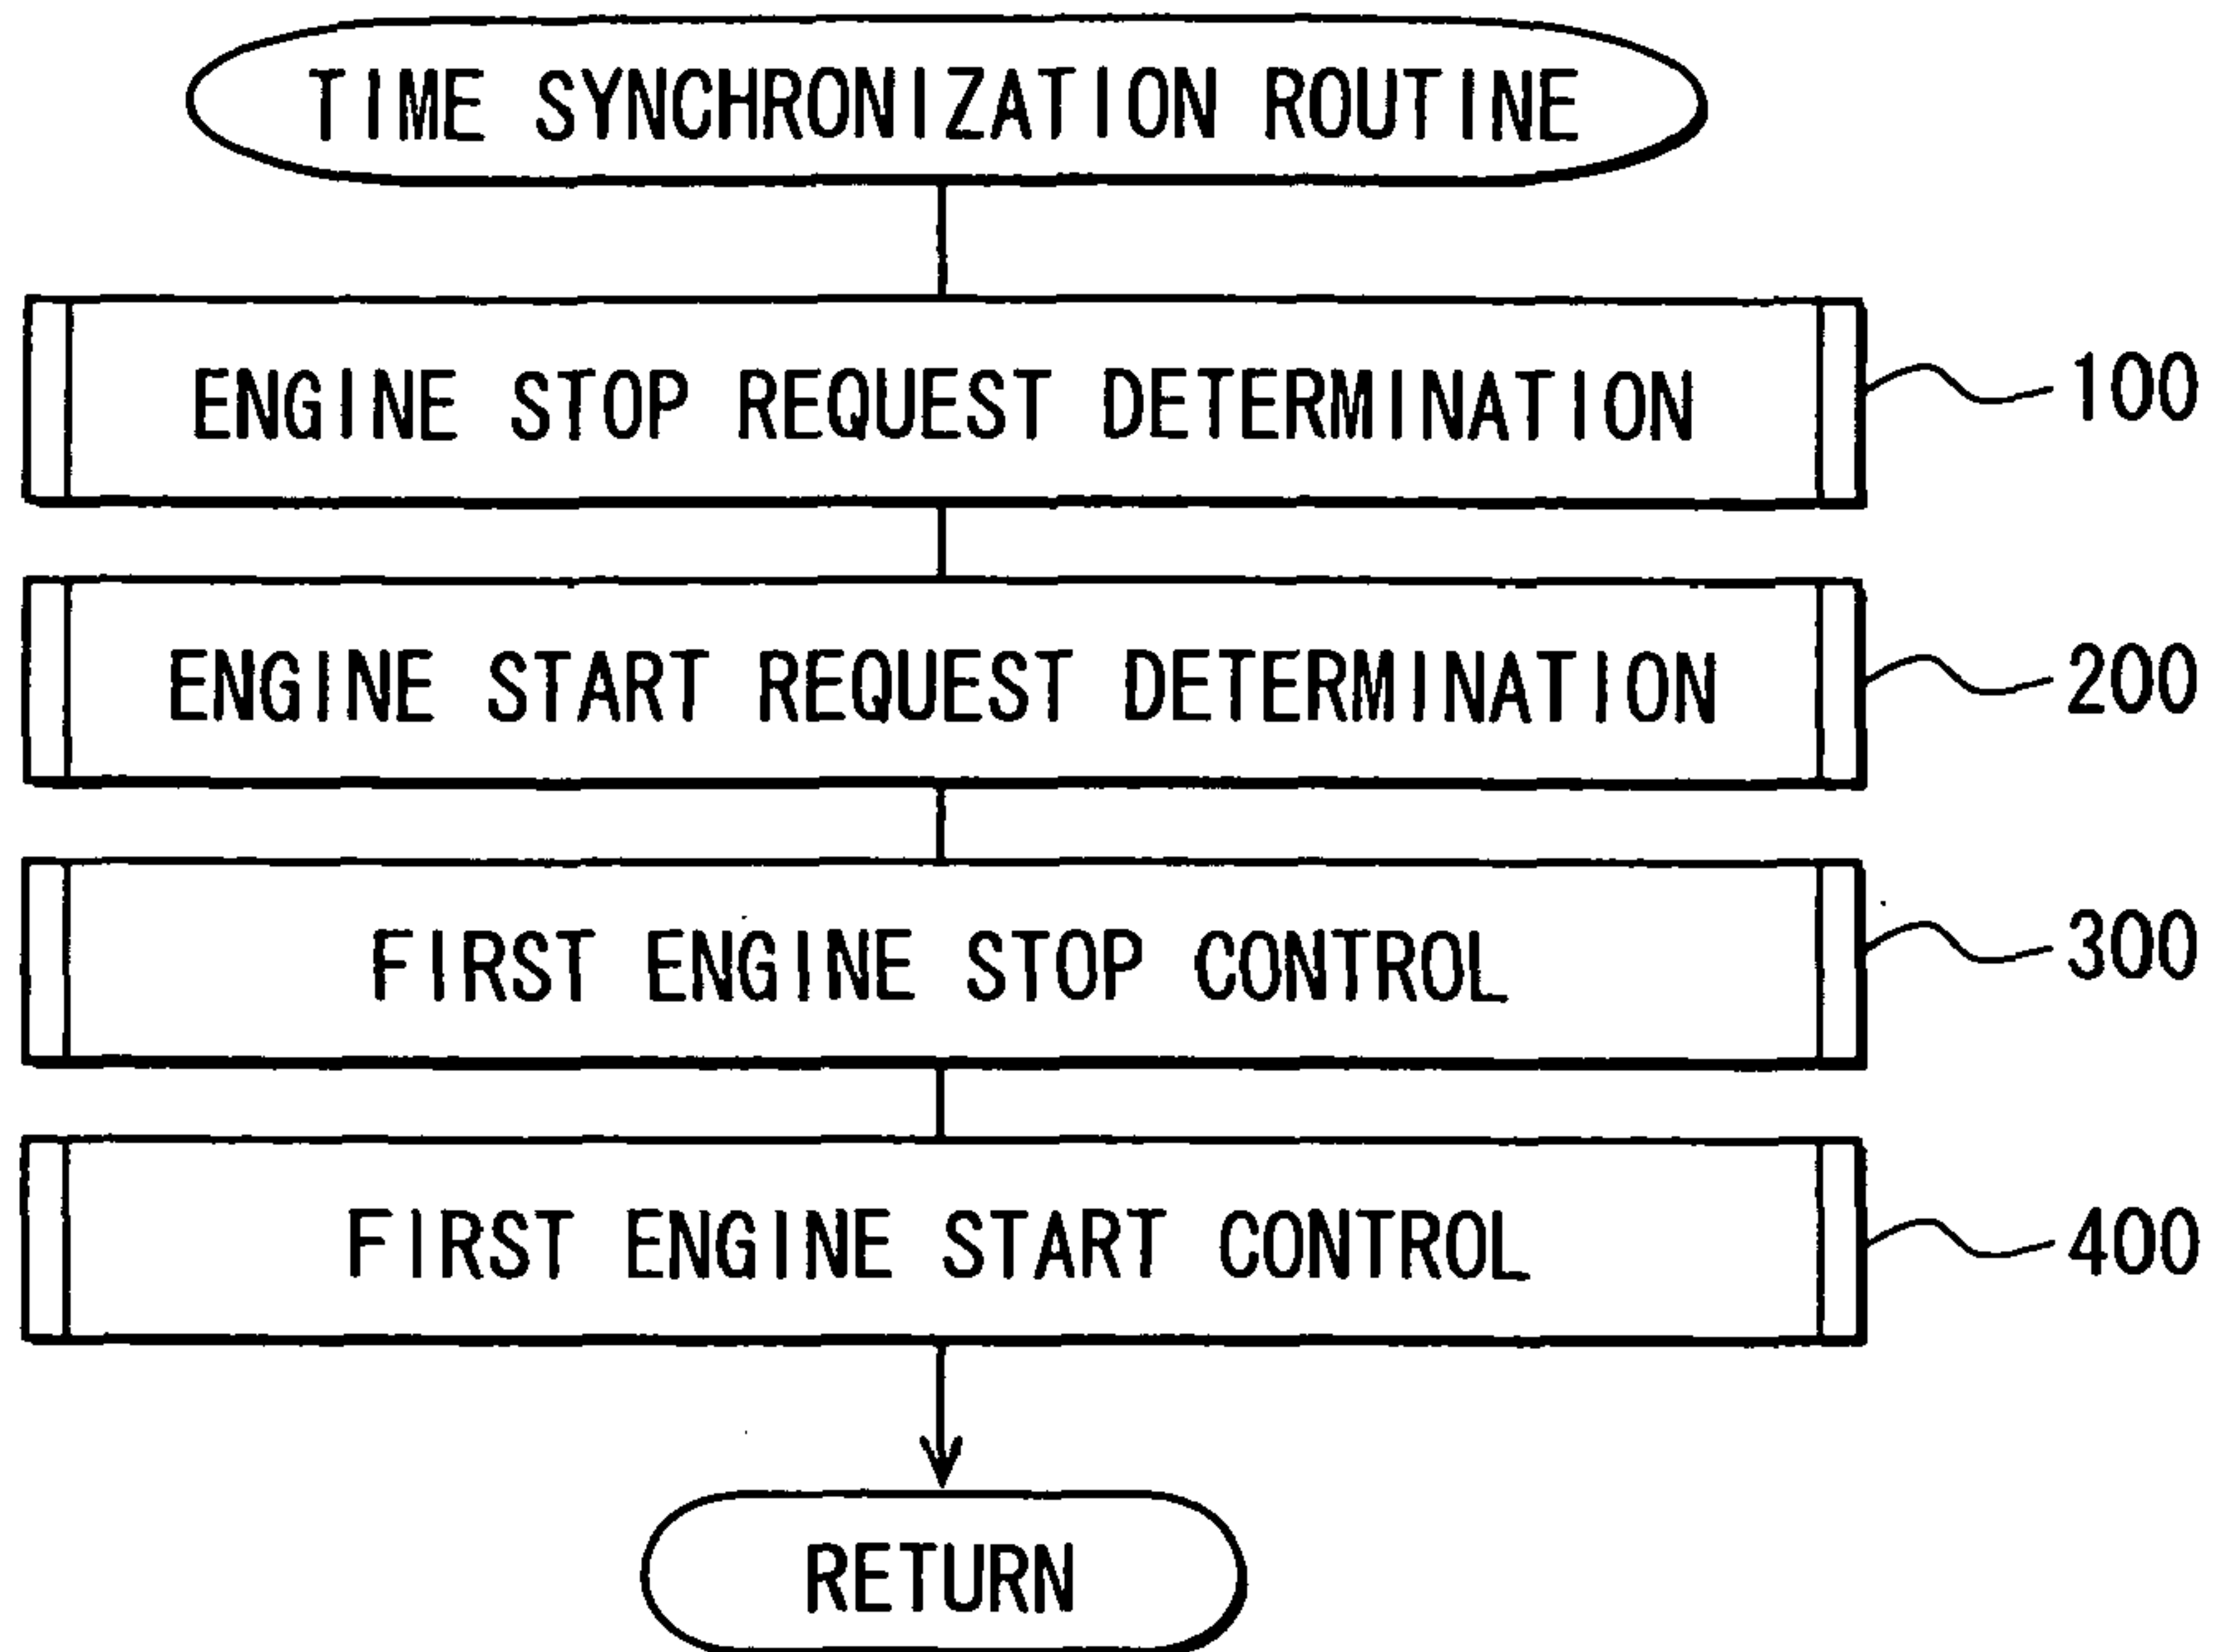 TIME SYNCHRONIZATION ROUTINE
ENGINE STOP REQUEST DETERMINATION
100
ENGINE START REQUEST DETERMINATION
200
FIRST ENGINE STOP CONTROL
300
FIRST ENGINE START CONTROL
400
RETURN